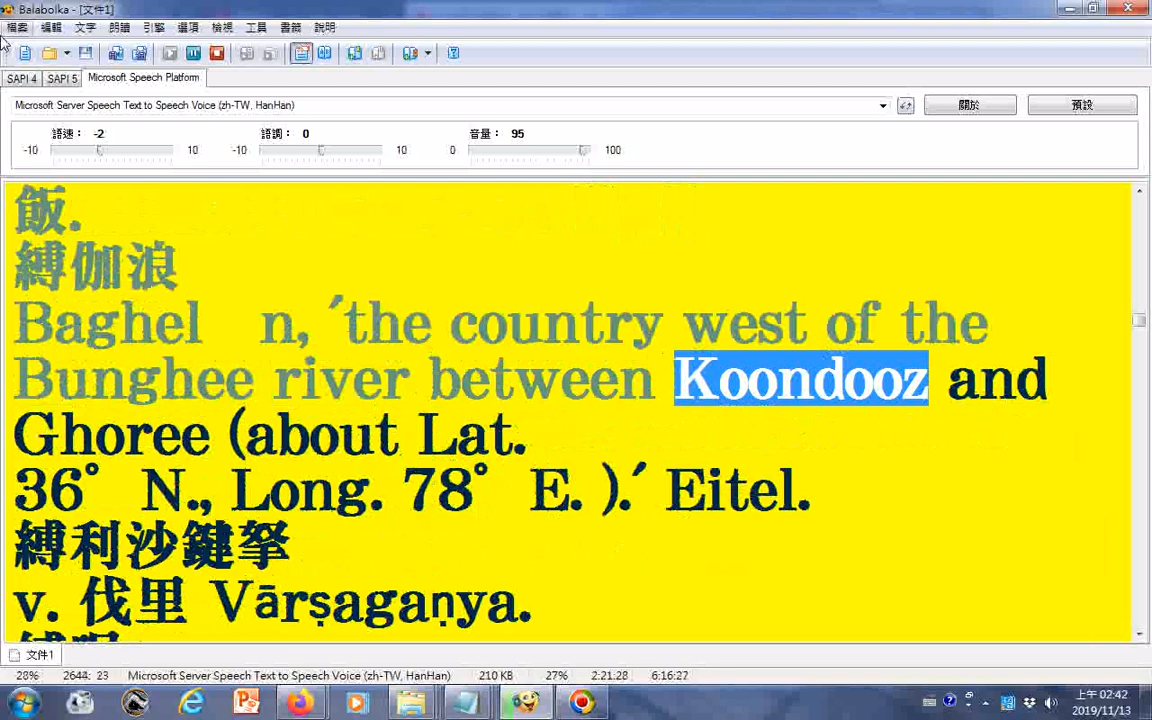 Balabolka - [文件1]
檔案 編輯 文字 朗讀 引擎 選項 檢視 工具 書籤 說明
SAPI 4 SAPI 5 Microsoft Speech Platform
Microsoft Server Speech Text to Speech Voice (zh-TW, HanHan) 關於 預設
語速： -2 語調： 0 音量： 95
-10 10 -10 10 0 100
飯.
縛伽浪
Baghel n, ´the country west of the
Bunghee river between Koondooz and
Ghoree (about Lat.
36° N., Long. 78° E. ).´ Eitel.
縛利沙鍵拏
v. 伐里 Vārṣagaṇya.
文件1
28% 2644: 23 Microsoft Server Speech Text to Speech Voice (zh-TW, HanHan) 210 KB 27% 2:21:28 6:16:27
上午 02:42
2019/11/13